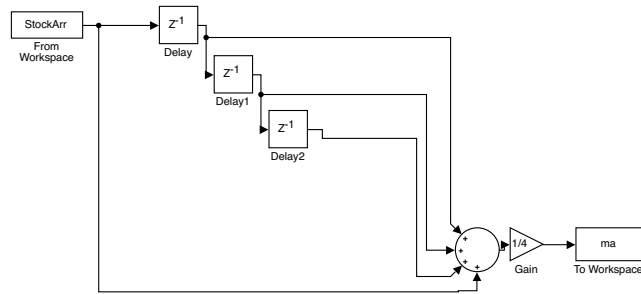 StockArr
From
Workspace
Z-1
Delay
Z-1
Delay1
Z-1
Delay2
+
+
+
+
1/4
Gain
ma
To Workspace